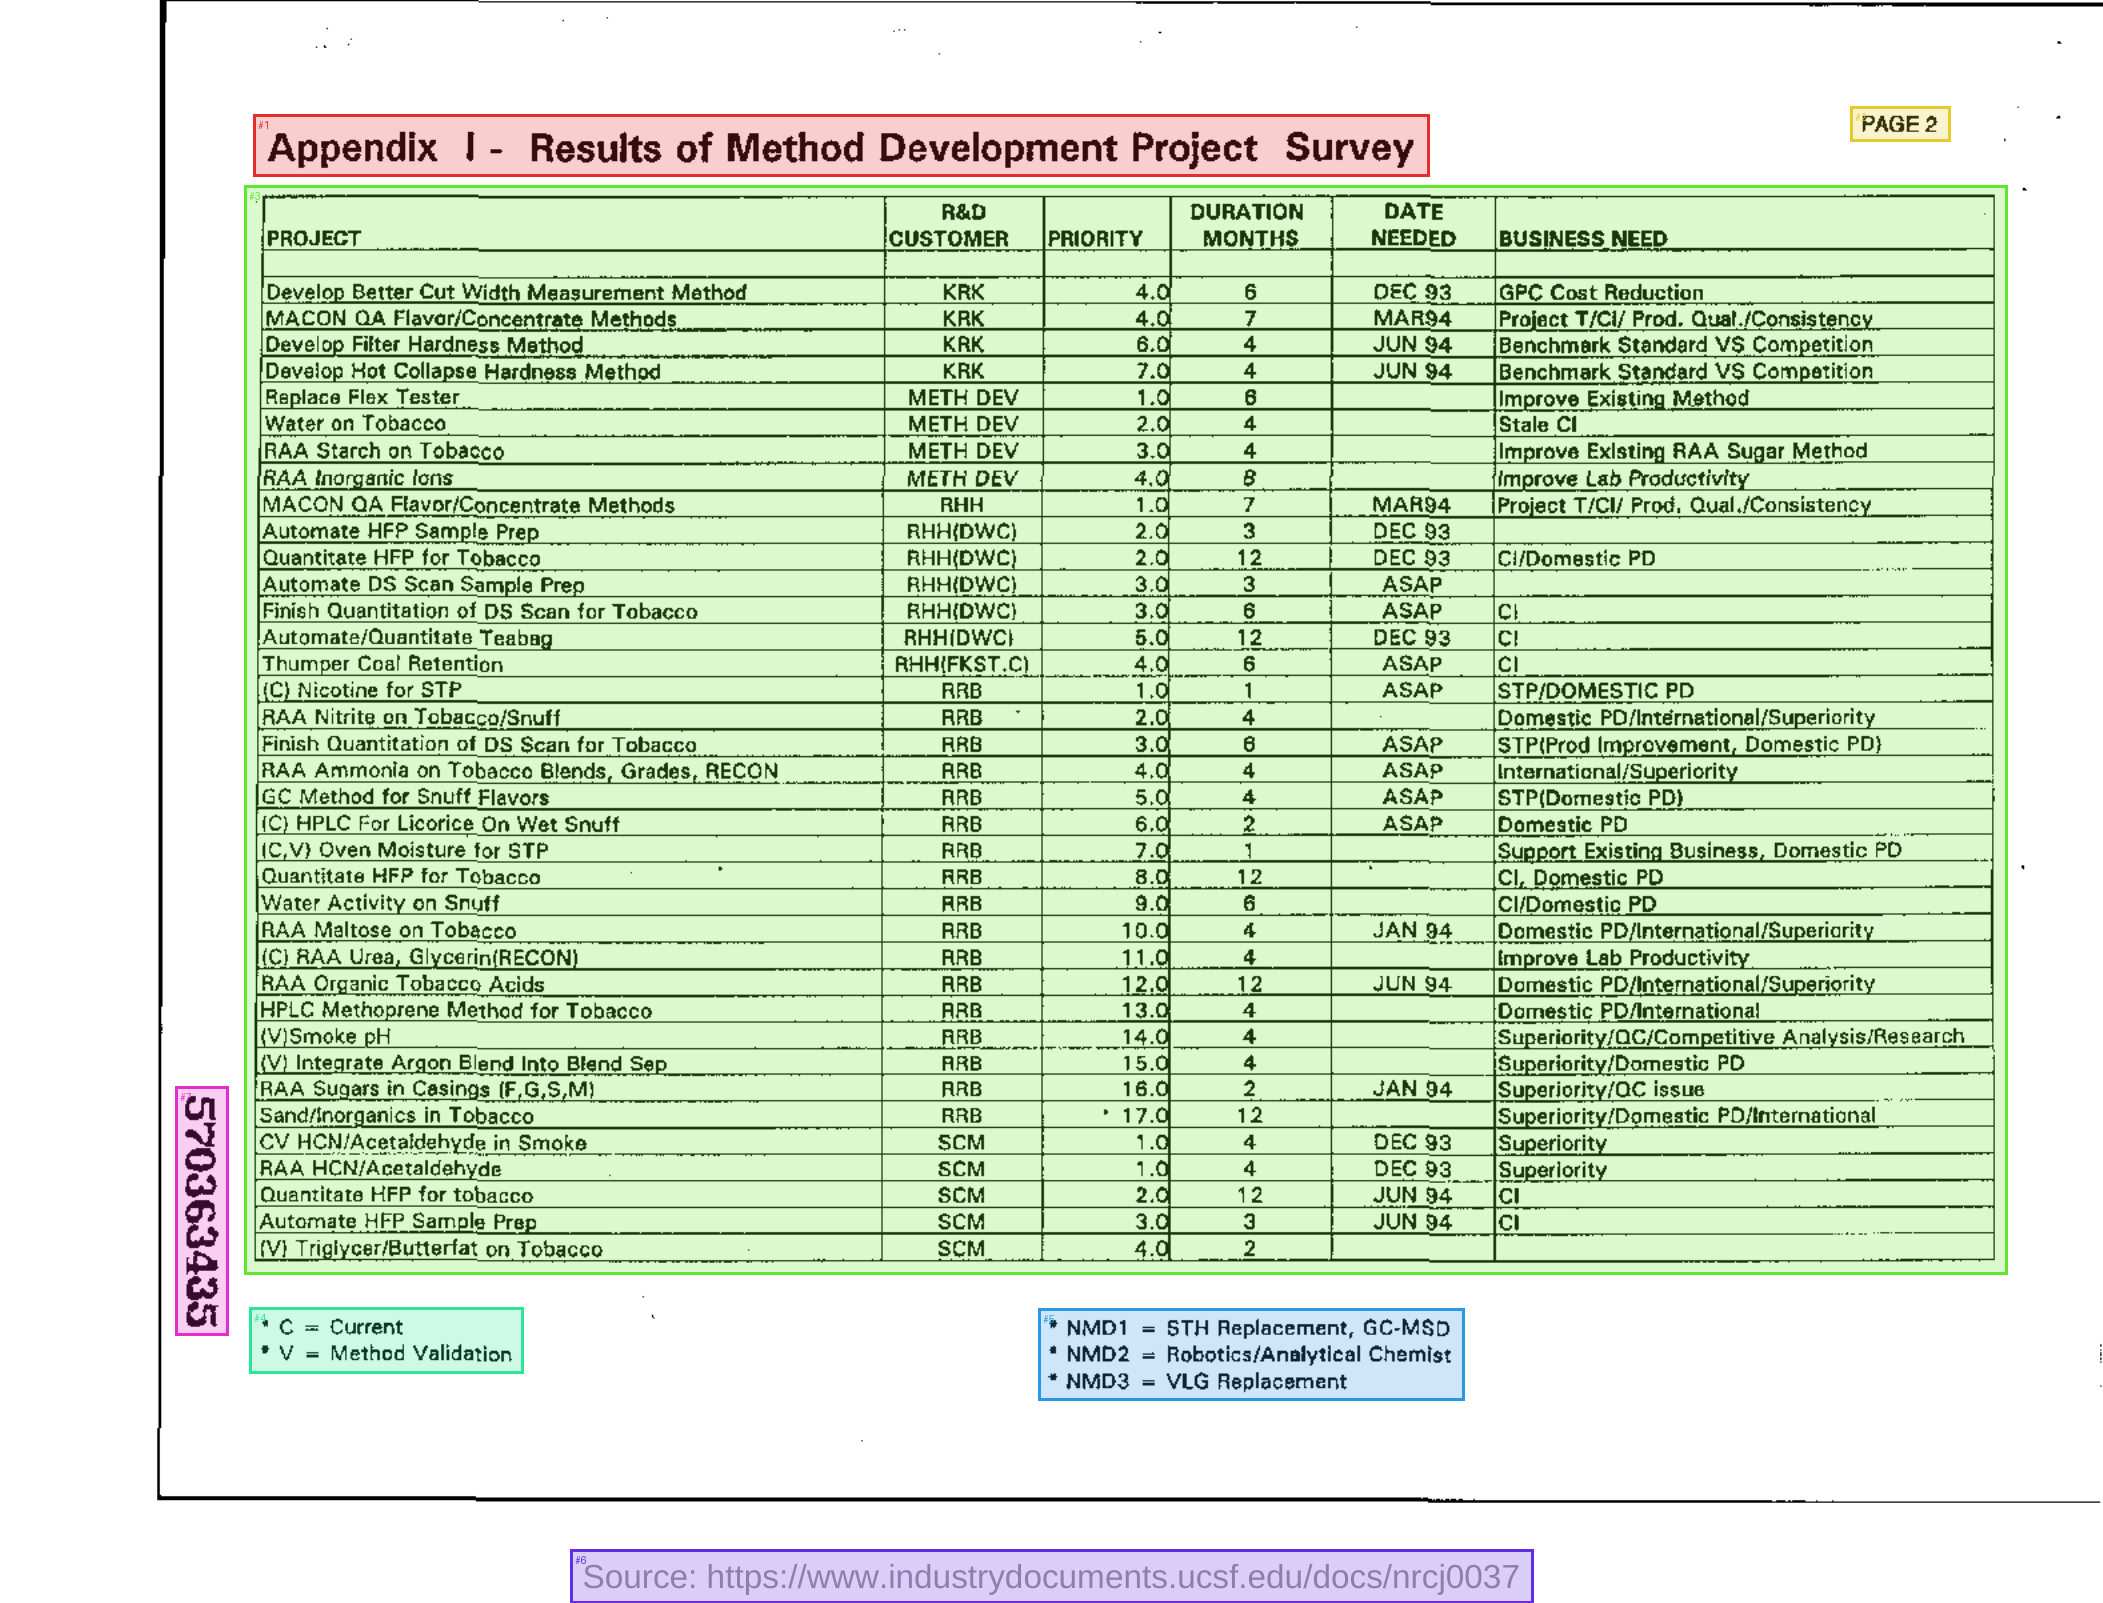 Appendix I - Results of Method Development Project Survey
PAGE 2
PROJECT R&D CUSTOMER PRIORITY DURATION MONTHS DATE NEEDED BUSINESS NEED
Develop Better Cut Width Measurement Method KRK 4.0 6 DEC 93 GPC Cost Reduction
MACON QA Flavor/Concentrate Methods KRK 4.0 7 MAR94 Project T/CI/ Prod. Qual./Consistency
Develop Filter Hardness Method KRK 6.0 4 JUN 94 Benchmark Standard VS Competition
Develop Hot Collapse Hardness Method KRK 7.0 4 JUN 94 Benchmark Standard VS Competition
Replace Flex Tester METH DEV 1.0 6 Improve Existing Method
Water on Tobacco METH DEV 2.0 4 Stale CI
RAA Starch on Tobacco METH DEV 3.0 4 Improve Existing RAA Sugar Method
RAA Inorganic Ions METH DEV 4.0 8 Improve Lab Productivity
MACON QA Flavor/Concentrate Methods RHH 1.0 7 MAR94 Project T/CI/ Prod. Qual./Consistency
Automate HFP Sample Prep RHH(DWC) 2.0 3 DEC 93
Quantitate HFP for Tobacco RHH(DWC) 2.0 12 DEC 93 CI/Domestic PD
Automate DS Scan Sample Prep RHH(DWC) 3.0 3 ASAP
Finish Quantitation of DS Scan for Tobacco RHH(DWC) 3.0 6 ASAP CI
Automate/Quantitate Teabag RHH(DWC) 5.0 12 DEC 93 CI
Thumper Coal Retention RHH(FKST.C) 4.0 6 ASAP CI
(C) Nicotine for STP RRB 1.0 1 ASAP STP/DOMESTIC PD
RAA Nitrite on Tobacco/Snuff RRB 2.0 4 Domestic PD/International/Superiority
Finish Quantitation of DS Scan for Tobacco RRB 3.0 6 ASAP STP(Prod Improvement, Domestic PD)
RAA Ammonia on Tobacco Blends, Grades, RECON RRB 4.0 4 ASAP International/Superiority
GC Method for Snuff Flavors RRB 5.0 4 ASAP STP(Domestic PD)
(C) HPLC For Licorice On Wet Snuff RRB 6.0 2 ASAP Domestic PD
(C,V) Oven Moisture for STP RRB 7.0 1 Support Existing Business, Domestic PD
Quantitate HFP for Tobacco RRB 8.0 12 CI, Domestic PD
Water Activity on Snuff RRB 9.0 6 CI/Domestic PD
RAA Maltose on Tobacco RRB 10.0 4 JAN 94 Domestic PD/International/Superiority
(C) RAA Urea, Glycerin(RECON) RRB 11.0 4 Improve Lab Productivity
RAA Organic Tobacco Acids RRB 12.0 12 JUN 94 Domestic PD/International/Superiority
HPLC Methoprene Method for Tobacco RRB 13.0 4 Domestic PD/International
(V)Smoke pH RRB 14.0 4 Superiority/QC/Competitive Analysis/Research
(V) Integrate Argon Blend Into Blend Sep RRB 15.0 4 Superiority/Domestic PD
RAA Sugars in Casings (F,G,S,M) RRB 16.0 2 JAN 94 Superiority/QC issue
Sand/Inorganics in Tobacco RRB 17.0 12 Superiority/Domestic PD/International
CV HCN/Acetaldehyde in Smoke SCM 1.0 4 DEC 93 Superiority
RAA HCN/Acetaldehyde SCM 1.0 4 DEC 93 Superiority
Quantitate HFP for tobacco SCM 2.0 12 JUN 94 CI
Automate HFP Sample Prep SCM 3.0 3 JUN 94 CI
(V) Triglycer/Butterfat on Tobacco SCM 4.0 2
* C = Current
* V = Method Validation
* NMD1 = STH Replacement, GC-MSD
* NMD2 = Robotics/Analytical Chemist
* NMD3 = VLG Replacement
57036 3435
Source: https://www.industrydocuments.ucsf.edu/docs/nrcj0037